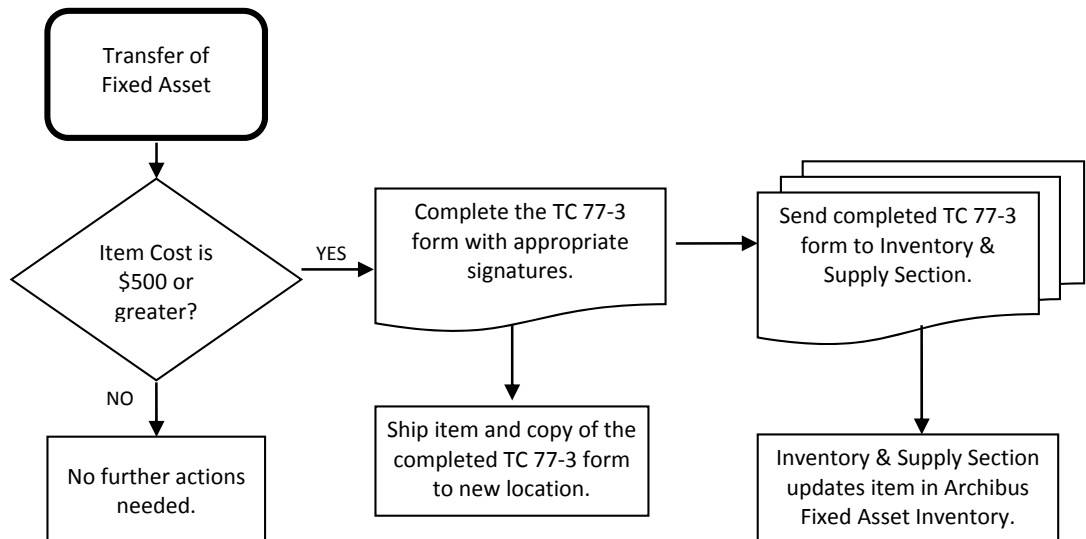 Transfer of
Fixed Asset
Item Cost is
$500 or
greater?
YES
Complete the TC 77-3
form with appropriate
signatures.
Send completed TC 77-3
form to Inventory &
Supply Section.
NO
No further actions
needed.
Ship item and copy of the
completed TC 77-3 form
to new location.
Inventory & Supply Section
updates item in Archibus
Fixed Asset Inventory.